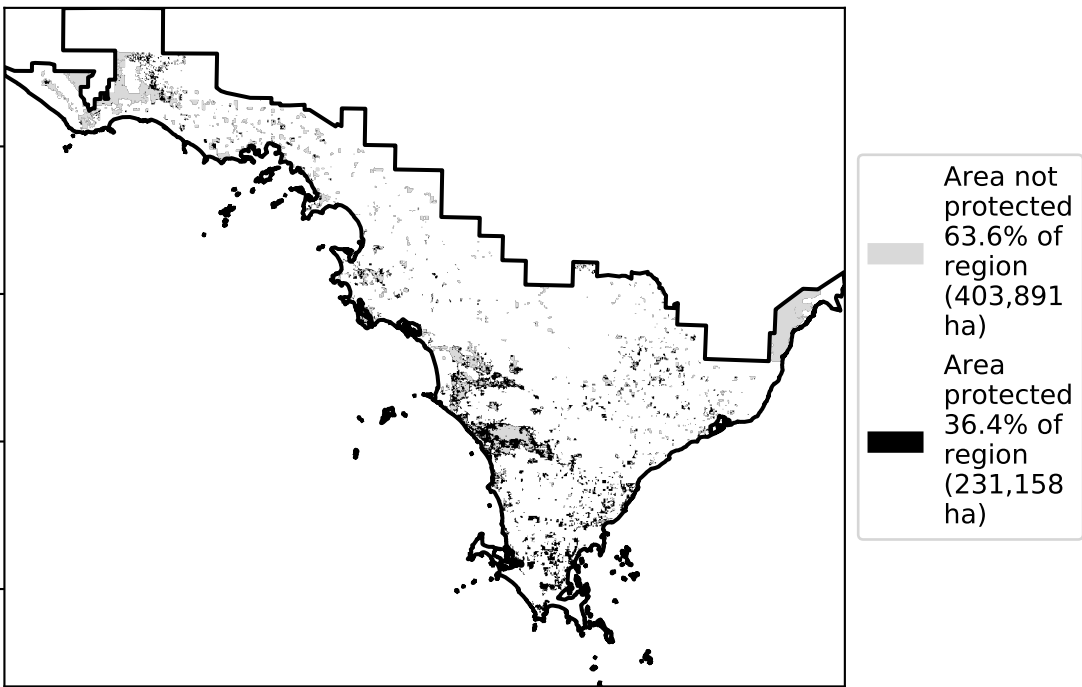 Area not
protected
63.6% of
region
(403,891
ha)
Area
protected
36.4% of
region
(231,158
ha)